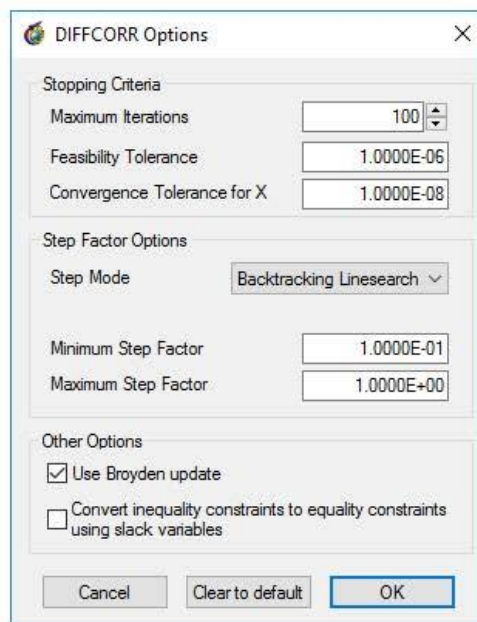 DIFFCORR Options
Stopping Criteria
Maximum Iterations 100
Feasibility Tolerance 1.0000E-06
Convergence Tolerance for X 1.0000E-08
Step Factor Options
Step Mode Backtracking Linesearch
Minimum Step Factor 1.0000E-01
Maximum Step Factor 1.0000E+00
Other Options
Use Broyden update
Convert inequality constraints to equality constraints
using slack variables
Cancel Clear to default OK